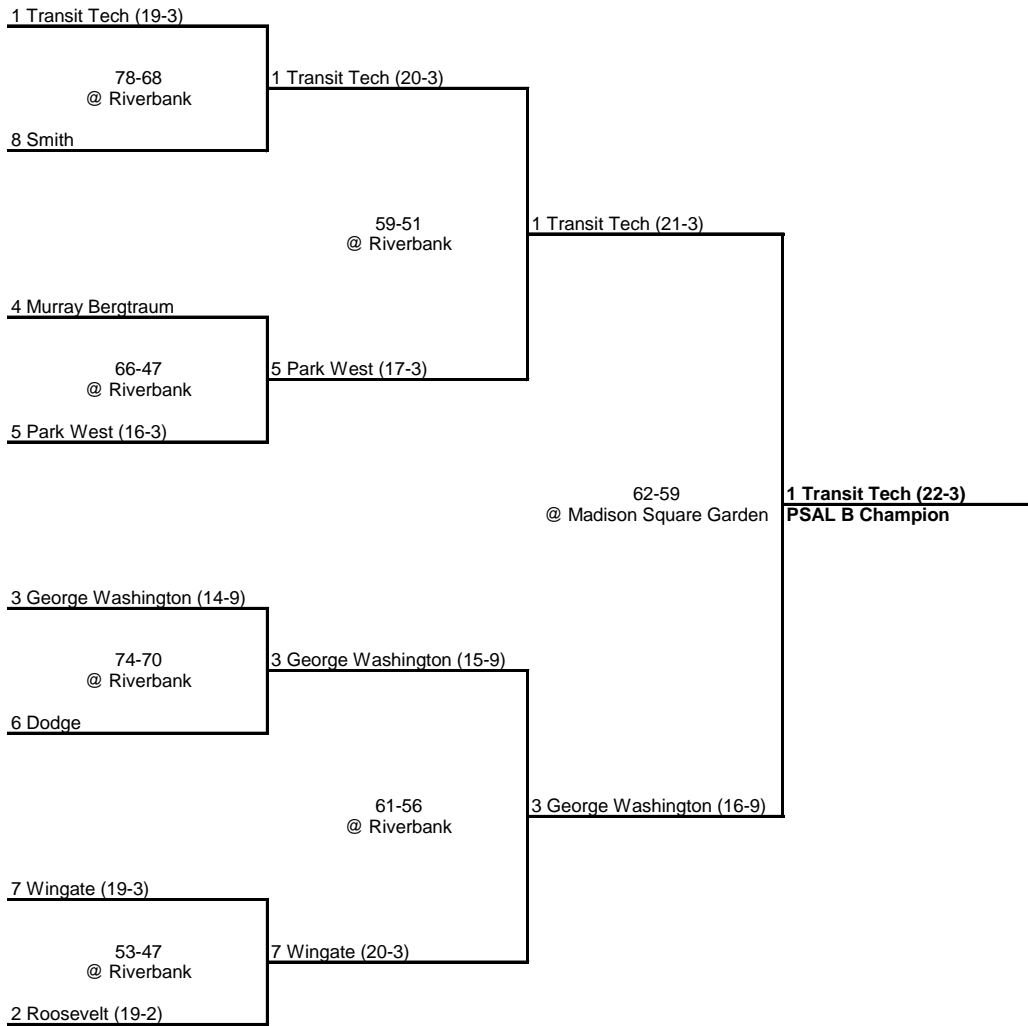 1 Transit Tech (19-3)
78-68
@ Riverbank
1 Transit Tech (20-3)
8 Smith
59-51
@ Riverbank
1 Transit Tech (21-3)
4 Murray Bergtraum
66-47
@ Riverbank
5 Park West (17-3)
5 Park West (16-3)
62-59
@ Madison Square Garden
1 Transit Tech (22-3)
PSAL B Champion
3 George Washington (14-9)
74-70
@ Riverbank
3 George Washington (15-9)
6 Dodge
61-56
@ Riverbank
3 George Washington (16-9)
7 Wingate (19-3)
53-47
@ Riverbank
7 Wingate (20-3)
2 Roosevelt (19-2)